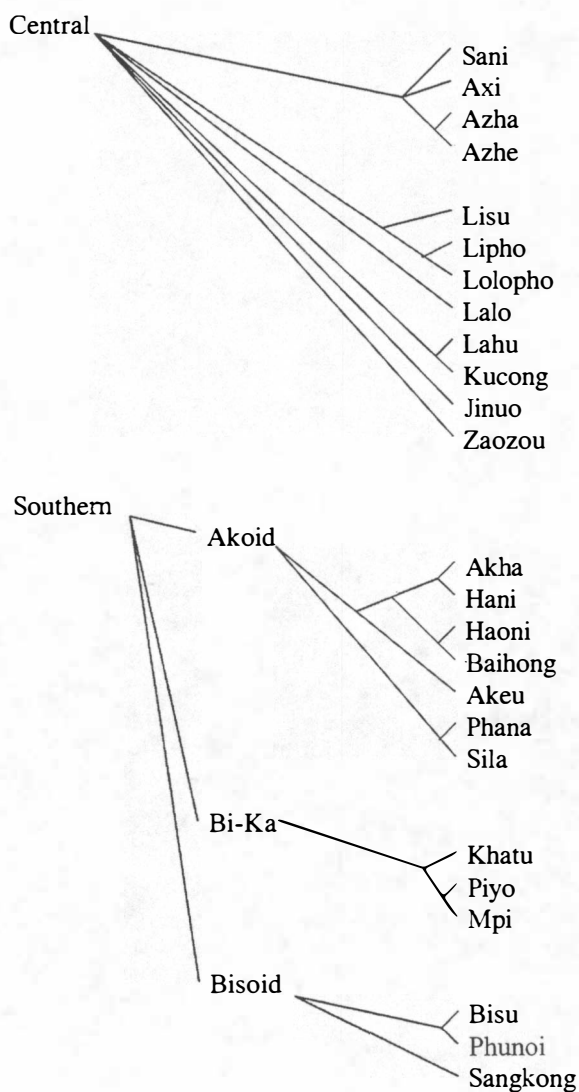 Central
Sani
Axi
Azha
Azhe
Lisu
Lipho
Lolopho
Lalo
Lahu
Kucong
Jinuo
Zaozou
Southern
Akoid
Akha
Hani
Haoni
Baihong
Akeu
Phana
Sila
Bi-Ka
Khatu
Piyo
Mpi
Bisoid
Bisu
Phunoi
Sangkong